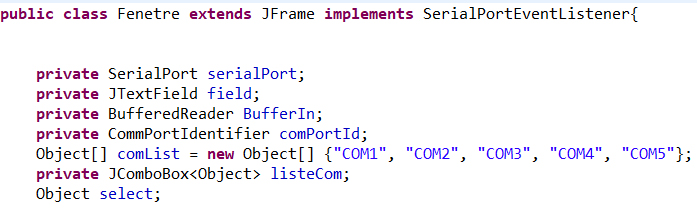 public class Fenetre extends JFrame implements SerialPortEventListener{
private SerialPort serialPort;
private JTextField field;
private BufferedReader BufferIn;
private CommPortIdentifier comPortId;
Object[] comList = new Object[] {"COM1", "COM2", "COM3", "COM4", "COM5"};
private JComboBox<Object> listeCom;
Object select;